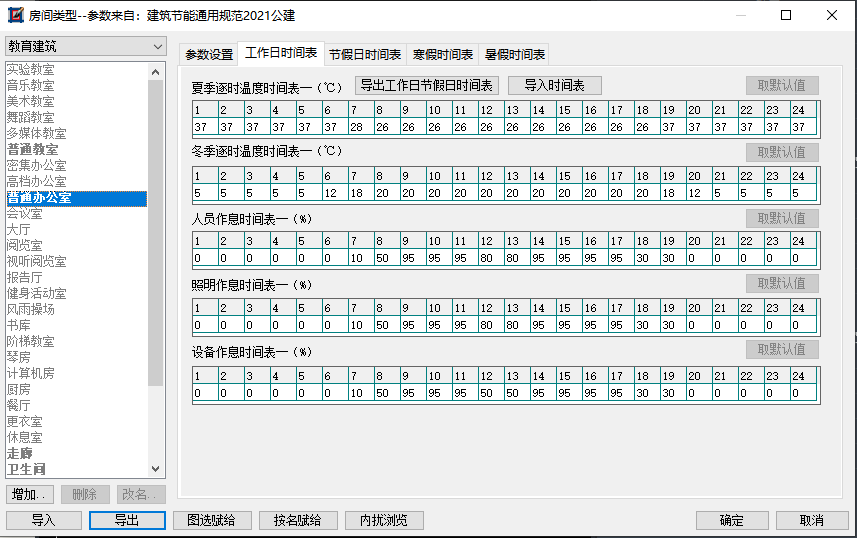 房间类型--参数来自：建筑节能通用规范2021公建
教育建筑
实验教室
音乐教室
美术教室
舞蹈教室
多媒体教室
普通教室
密集办公室
高档办公室
普通办公室
会议室
大厅
阅览室
视听阅览室
报告厅
健身活动室
风雨操场
书库
阶梯教室
琴房
计算机房
厨房
餐厅
更衣室
休息室
走廊
卫生间
增加.. 删除 改名..
参数设置 工作日时间表 节假日时间表 寒假时间表 暑假时间表
夏季逐时温度时间表一（℃） 导出工作日节假日时间表 导入时间表 取默认值
1 2 3 4 5 6 7 8 9 10 11 12 13 14 15 16 17 18 19 20 21 22 23 24
37 37 37 37 37 37 28 26 26 26 26 26 26 26 26 26 26 26 37 37 37 37 37 37
冬季逐时温度时间表一（℃） 取默认值
1 2 3 4 5 6 7 8 9 10 11 12 13 14 15 16 17 18 19 20 21 22 23 24
5 5 5 5 5 12 18 20 20 20 20 20 20 20 20 20 20 18 12 5 5 5 5 5
人员作息时间表一（%） 取默认值
1 2 3 4 5 6 7 8 9 10 11 12 13 14 15 16 17 18 19 20 21 22 23 24
0 0 0 0 0 0 10 50 95 95 95 80 80 95 95 95 95 30 30 0 0 0 0 0
照明作息时间表一（%） 取默认值
1 2 3 4 5 6 7 8 9 10 11 12 13 14 15 16 17 18 19 20 21 22 23 24
0 0 0 0 0 0 10 50 95 95 95 80 80 95 95 95 95 30 30 0 0 0 0 0
设备作息时间表一（%） 取默认值
1 2 3 4 5 6 7 8 9 10 11 12 13 14 15 16 17 18 19 20 21 22 23 24
0 0 0 0 0 0 10 50 95 95 95 50 50 95 95 95 95 30 30 0 0 0 0 0
导入 导出 图选赋给 按名赋给 内扰浏览 确定 取消